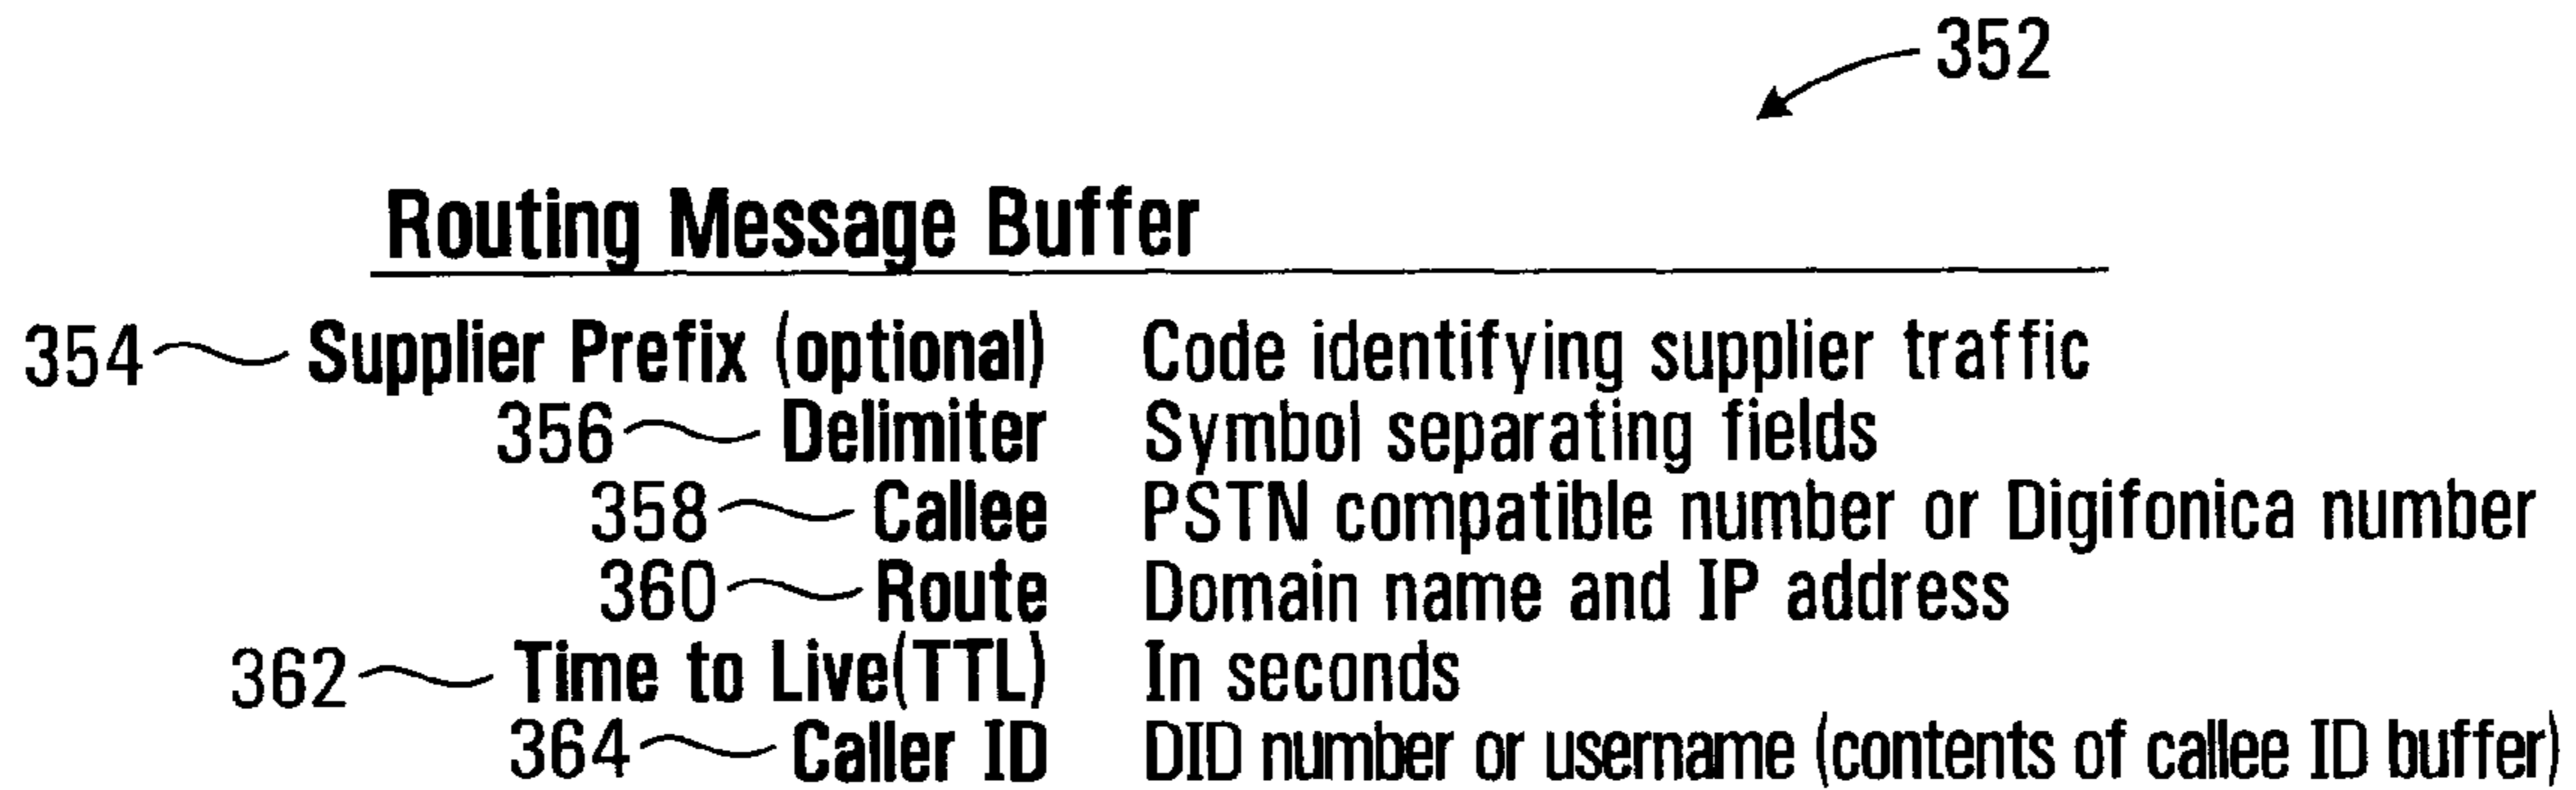 352
Routing Message Buffer
354 Supplier Prefix (optional) Code identifying supplier traffic
356 Delimiter Symbol separating fields
358 Callee PSTN compatible number or Digifonica number
360 Route Domain name and IP address
362 Time to Live(TTL) In seconds
364 Caller ID DID number or username (contents of callee ID buffer)